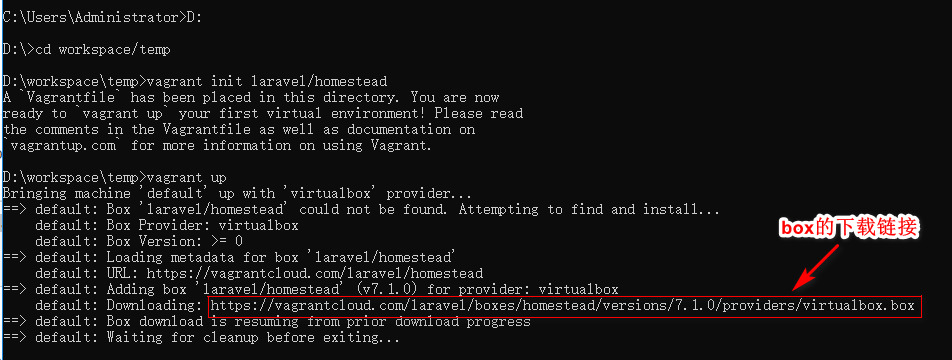 C:\Users\Administrator>D:
D:\>cd workspace/temp
D:\workspace\temp>vagrant init laravel/homestead
A `Vagrantfile` has been placed in this directory. You are now
ready to `vagrant up` your first virtual environment! Please read
the comments in the Vagrantfile as well as documentation on
`vagrantup.com` for more information on using Vagrant.
D:\workspace\temp>vagrant up
Bringing machine 'default' up with 'virtualbox' provider...
==> default: Box 'laravel/homestead' could not be found. Attempting to find and install...
default: Box Provider: virtualbox
default: Box Version: >= 0
==> default: Loading metadata for box 'laravel/homestead'
default: URL: https://vagrantcloud.com/laravel/homestead
==> default: Adding box 'laravel/homestead' (v7.1.0) for provider: virtualbox
default: Downloading: https://vagrantcloud.com/laravel/boxes/homestead/versions/7.1.0/providers/virtualbox.box
==> default: Box download is resuming from prior download progress
==> default: Waiting for cleanup before exiting...
box的下载链接